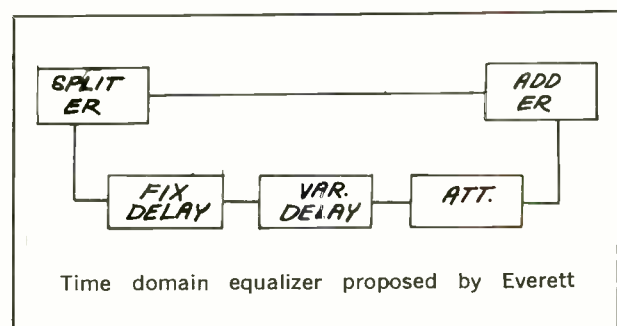 SPLIT
ER
ADD
ER
FIX
DELAY
VAR.
DELAY
ATT.
Time domain equalizer proposed by Everett